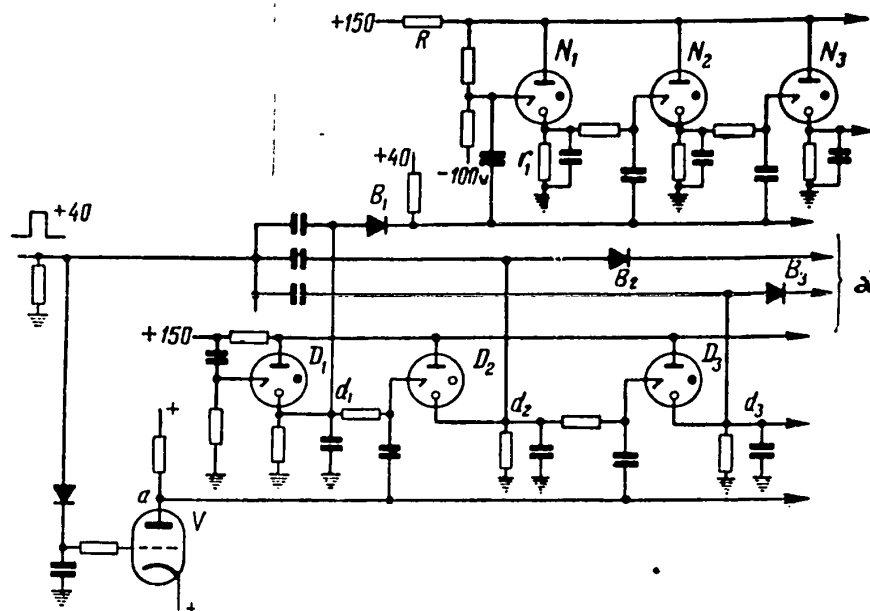 +150
R
N₁
N₂
N₃
r₁
-100v
+40
B₁
+40
B₂
B₃
+150
D₁
D₂
D₃
d₁
d₂
d₃
+
a
V
+